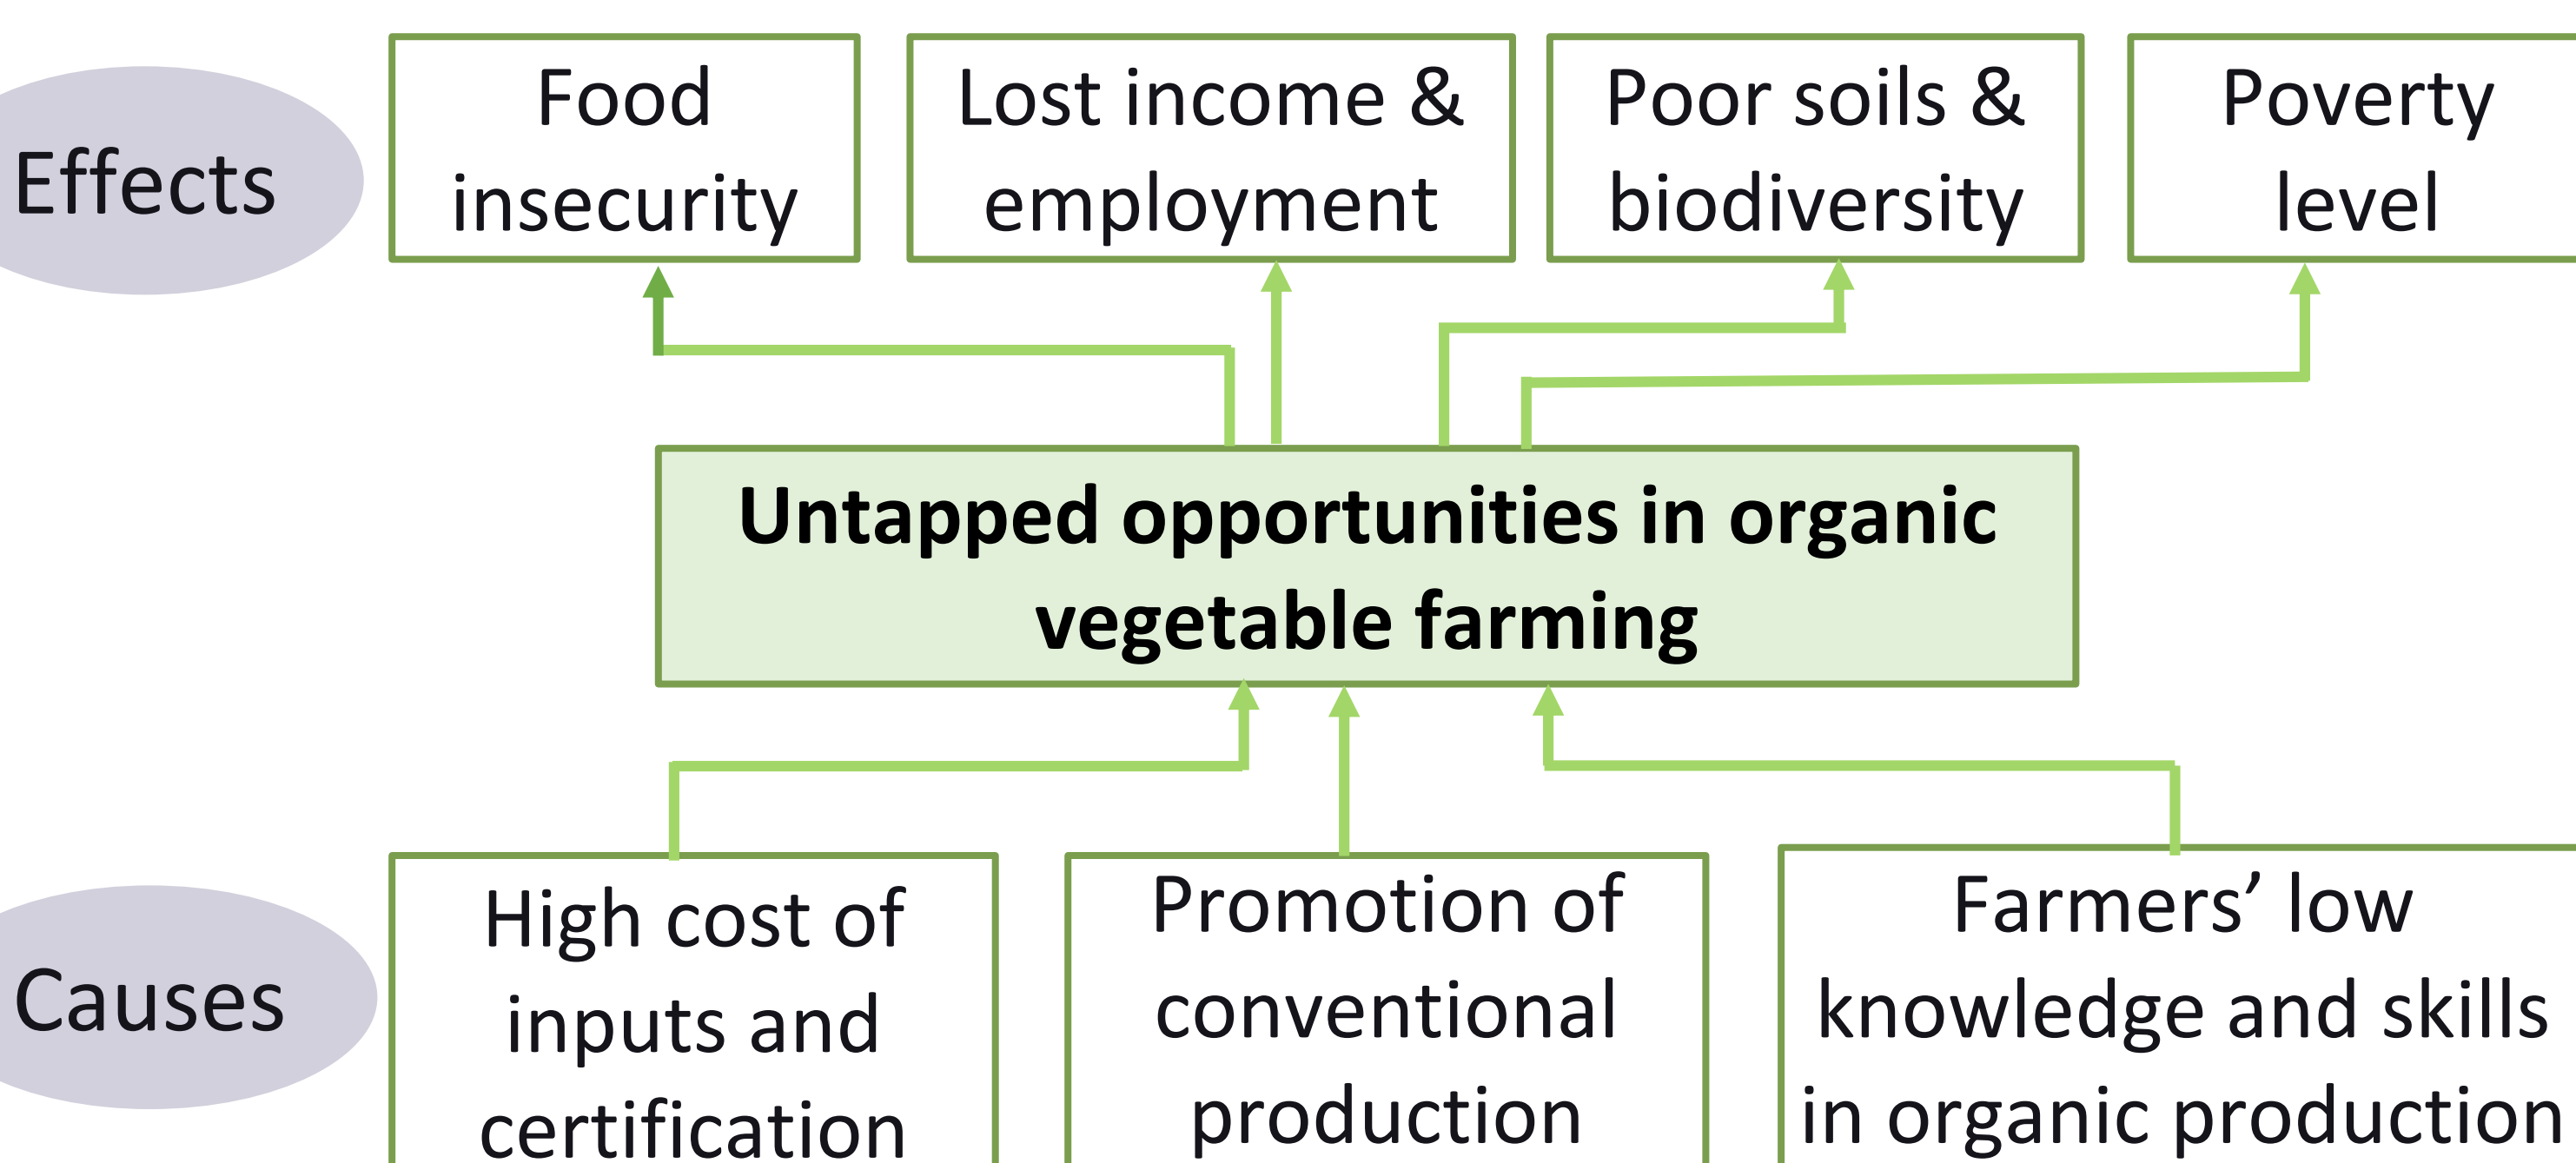 Effects
Food
insecurity
Lost income &
employment
Poor soils &
biodiversity
Poverty
level
Untapped opportunities in organic
vegetable farming
Causes
High cost of
inputs and
certification
Promotion of
conventional
production
Farmers’ low
knowledge and skills
in organic production